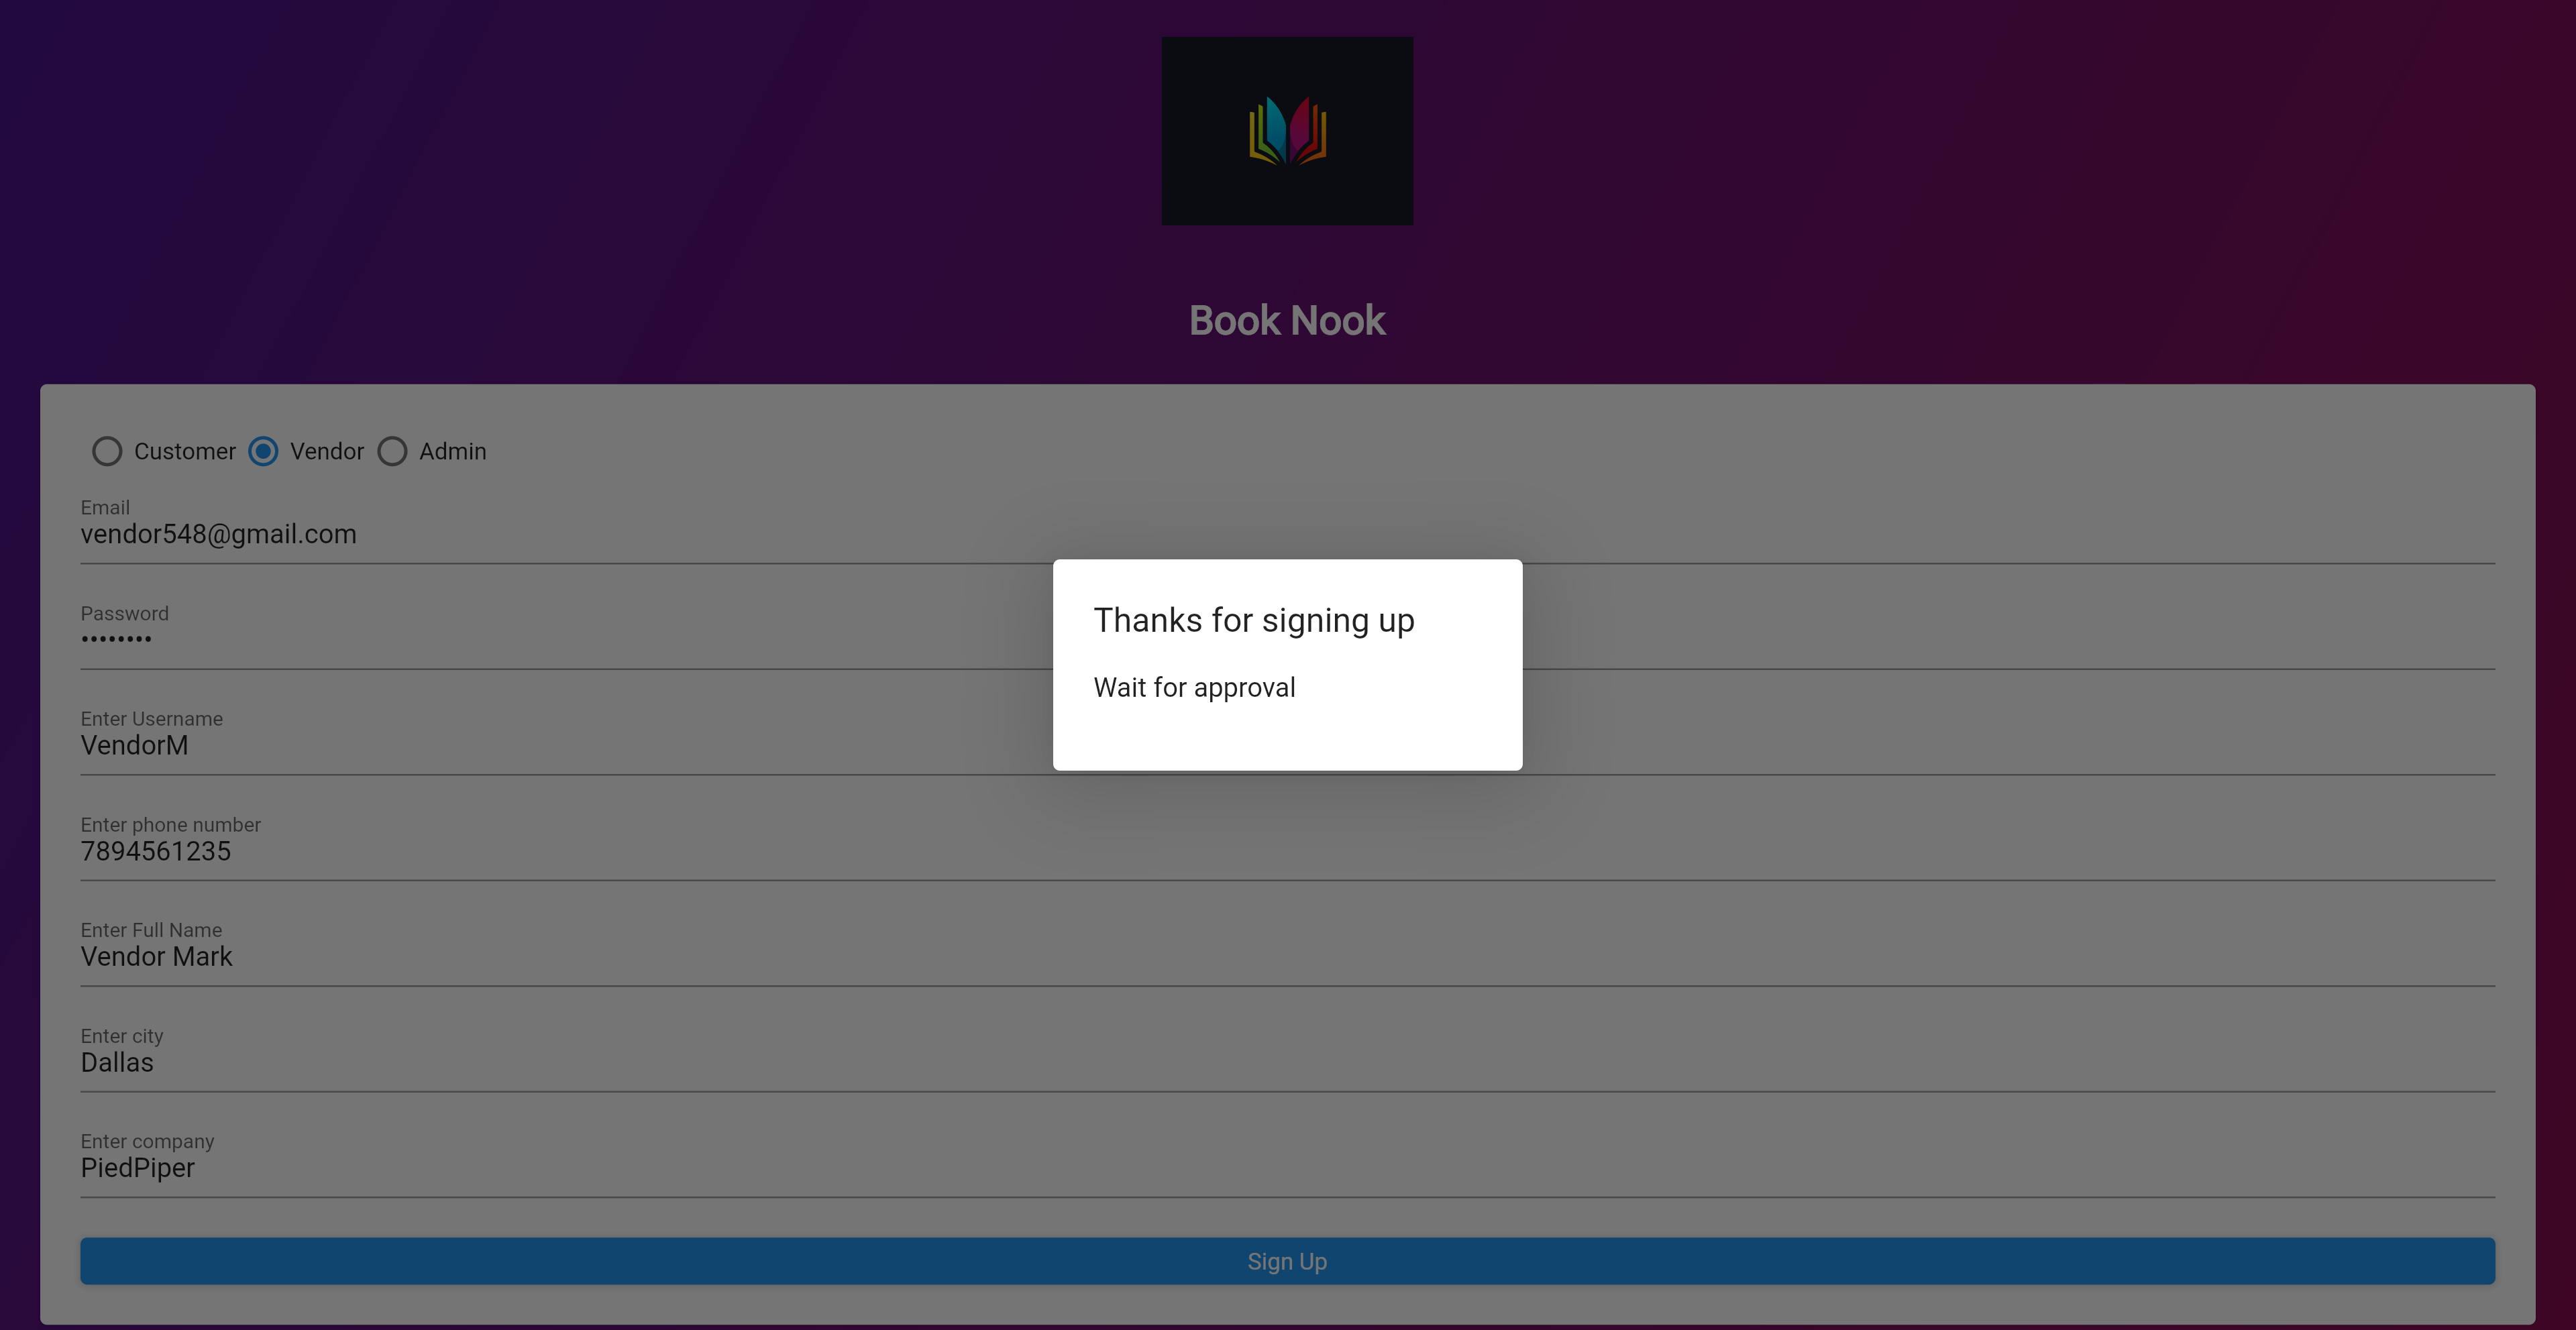 Book Nook
Customer Vendor Admin
Email
vendor548@gmail.com
Password
••••••••
Enter Username
VendorM
Enter phone number
7894561235
Enter Full Name
Vendor Mark
Enter city
Dallas
Enter company
PiedPiper
Sign Up
Thanks for signing up
Wait for approval